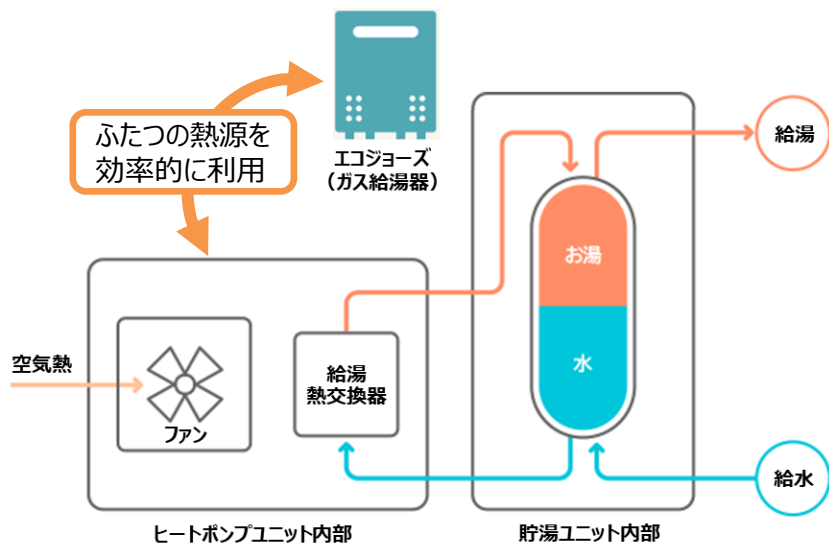 ふたつの熱源を
効率的に利用
エコジョーズ
（ガス給湯器）
給湯
お湯
水
空気熱
ファン
給湯
熱交換器
給水
ヒートポンプユニット内部
貯湯ユニット内部